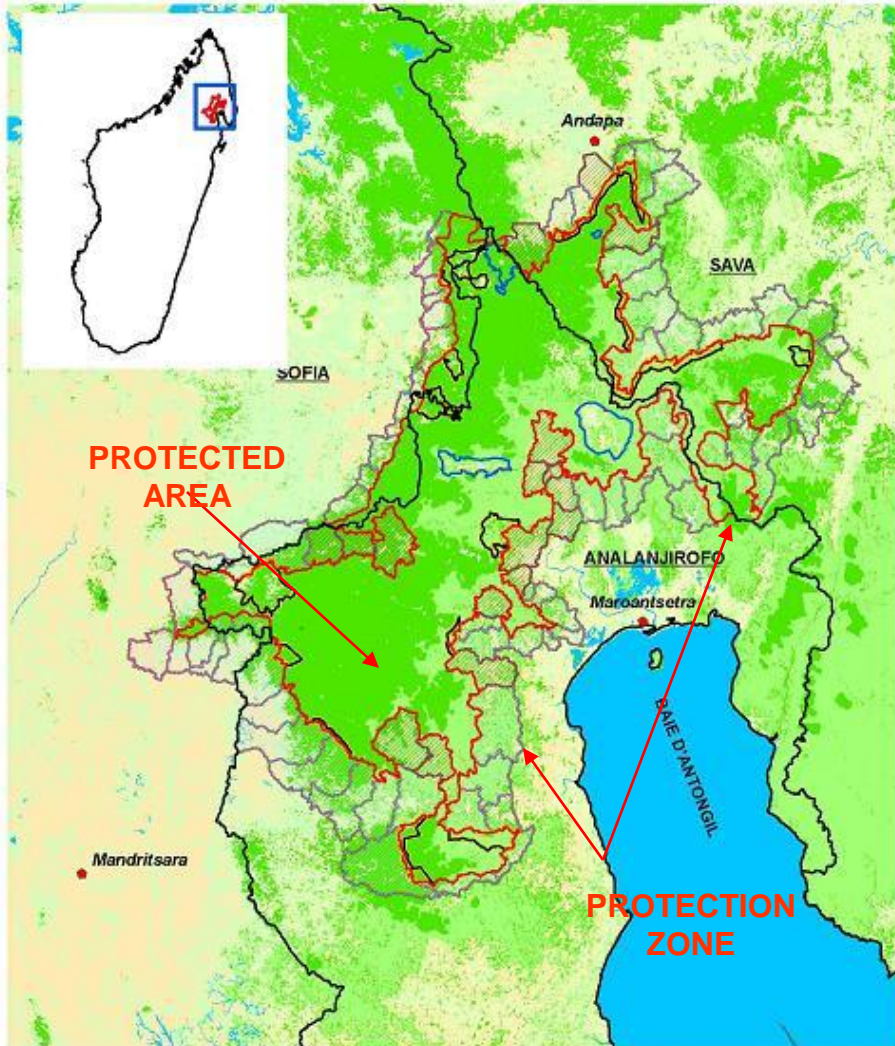 Andapa
SAVA
SOFIA
PROTECTED
AREA
ANALANJIROFO
Maroantsetra
BAIE D'ANTONGIL
Mandritsara
PROTECTION
ZONE